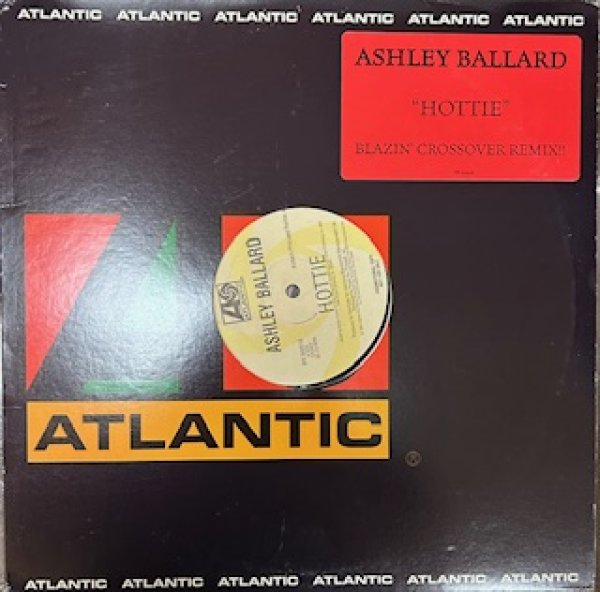 ATLANTIC ATLANTIC ATLANTIC ATLANTIC ATLANTIC ATLANTIC
ASHLEY BALLARD
"HOTTIE"
BLAZIN' CROSSOVER REMIX!!
ASHLEY BALLARD
HOTTIE
ATLANTIC
®
ATLANTIC ATLANTIC ATLANTIC ATLANTIC ATLANTIC ATLANTIC